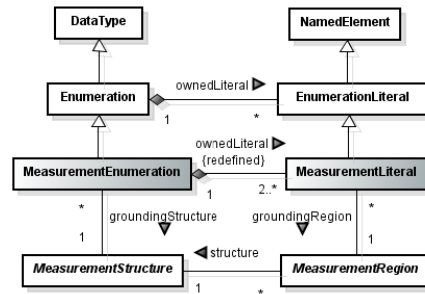 DataType
NamedElement
ownedLiteral
Enumeration
EnumerationLiteral
1
*
ownedLiteral
{redefined}
MeasurementEnumeration
MeasurementLiteral
1
2..*
*
*
groundingStructure
groundingRegion
1
1
structure
MeasurementStructure
MeasurementRegion
1
*